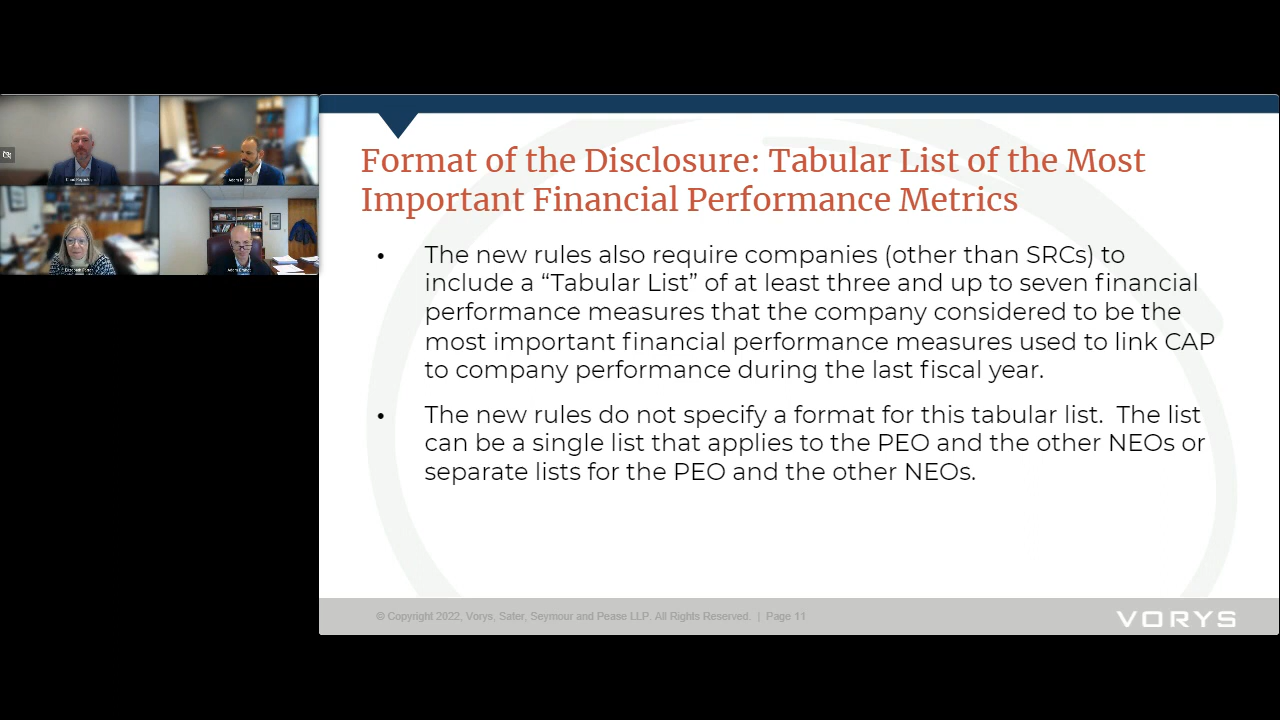 Format of the Disclosure: Tabular List of the Most
Important Financial Performance Metrics
• The new rules also require companies (other than SRCs) to
include a “Tabular List” of at least three and up to seven financial
performance measures that the company considered to be the
most important financial performance measures used to link CAP
to company performance during the last fiscal year.
• The new rules do not specify a format for this tabular list.  The list
can be a single list that applies to the PEO and the other NEOs or
separate lists for the PEO and the other NEOs.
© Copyright 2022, Vorys, Sater, Seymour and Pease LLP. All Rights Reserved. | Page 11
VORYS